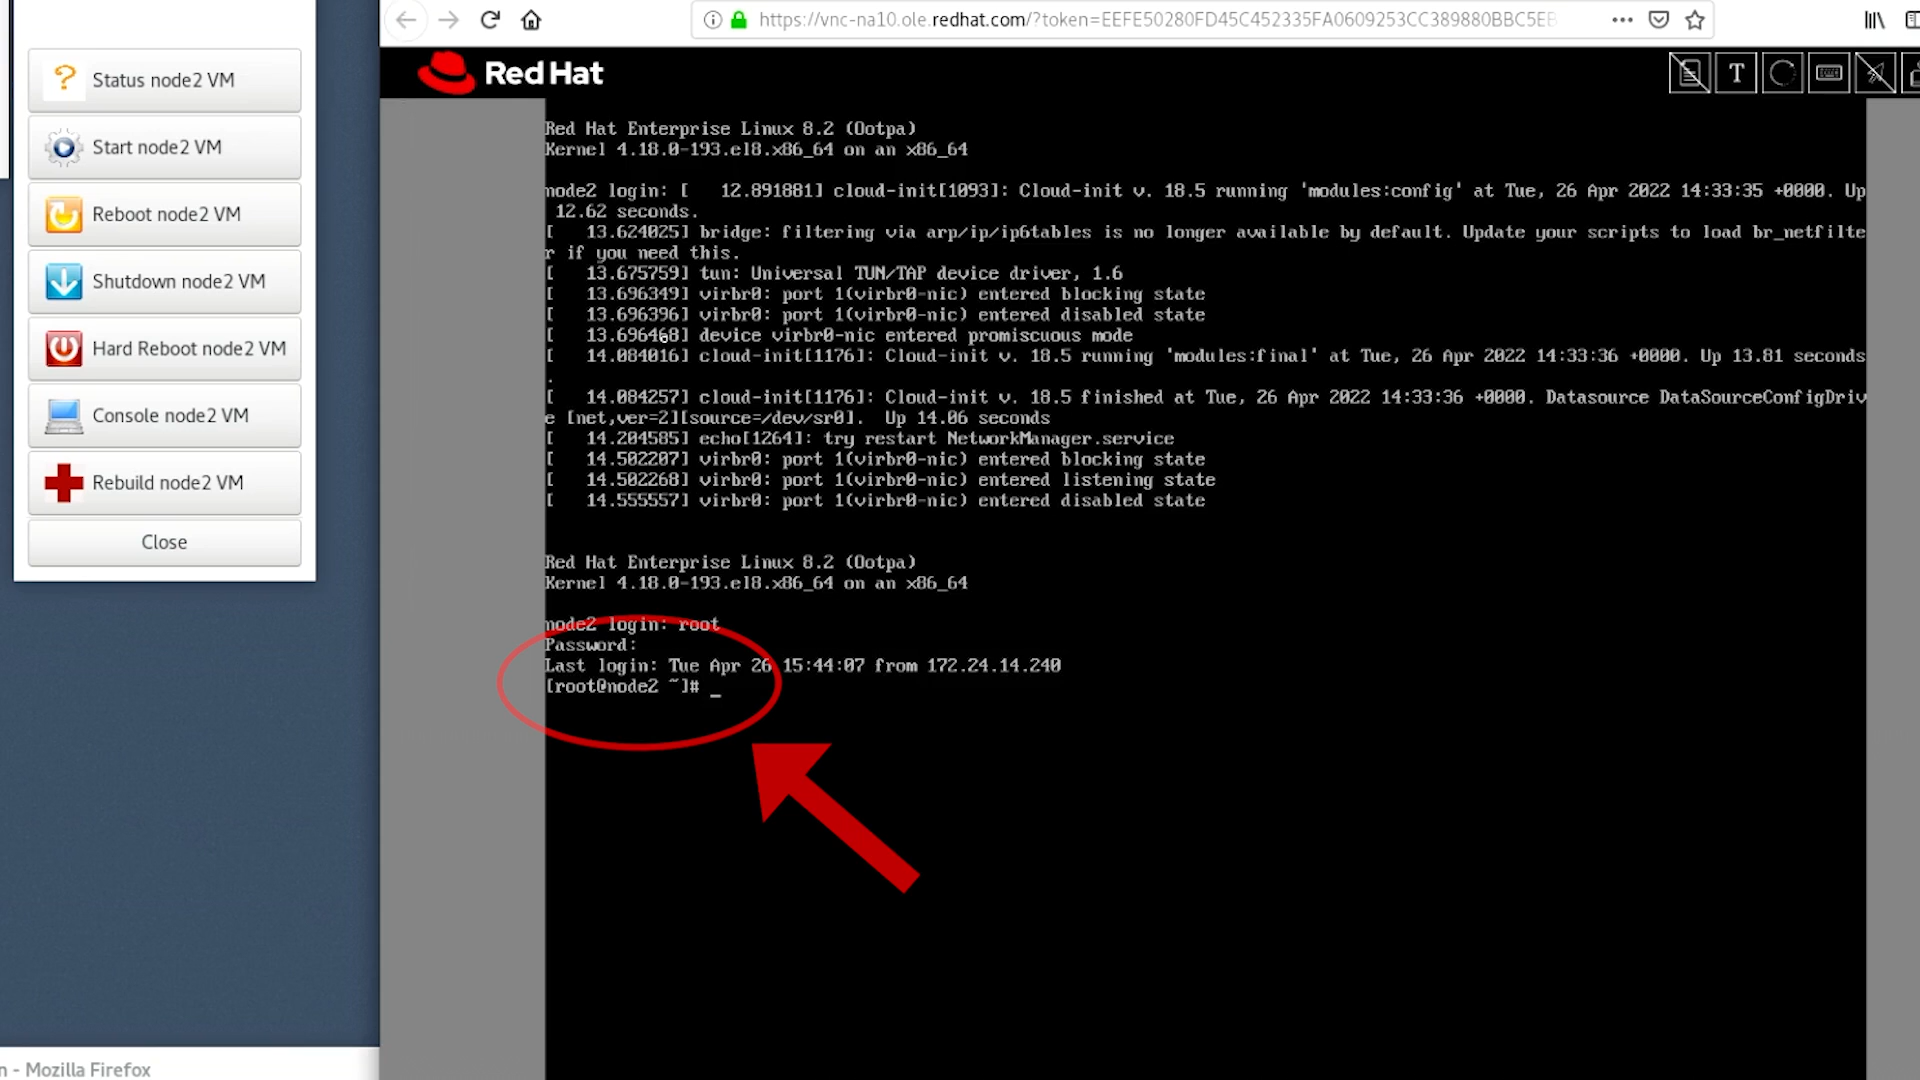 Status node2 VM
Start node2 VM
Reboot node2 VM
Shutdown node2 VM
Hard Reboot node2 VM
Console node2 VM
Rebuild node2 VM
Close
n - Mozilla Firefox
https://vnc-na10.ole.redhat.com/?token=EEFE50280FD45C452335FA0609253CC389880BBC5EB
Red Hat
T
Red Hat Enterprise Linux 8.2 (Ootpa)
Kernel 4.18.0-193.el8.x86_64 on an x86_64
node2 login: [   12.891881] cloud-init[1093]: Cloud-init v. 18.5 running 'modules:config' at Tue, 26 Apr 2022 14:33:35 +0000. Up
 12.62 seconds.
[   13.624025] bridge: filtering via arp/ip/ip6tables is no longer available by default. Update your scripts to load br_netfilte
r if you need this.
[   13.675759] tun: Universal TUN/TAP device driver, 1.6
[   13.696349] virbr0: port 1(virbr0-nic) entered blocking state
[   13.696396] virbr0: port 1(virbr0-nic) entered disabled state
[   13.696468] device virbr0-nic entered promiscuous mode
[   14.084016] cloud-init[1176]: Cloud-init v. 18.5 running 'modules:final' at Tue, 26 Apr 2022 14:33:36 +0000. Up 13.81 seconds
.
[   14.084257] cloud-init[1176]: Cloud-init v. 18.5 finished at Tue, 26 Apr 2022 14:33:36 +0000. Datasource DataSourceConfigDriv
e [net,ver=2][source=/dev/sr0].  Up 14.06 seconds
[   14.204585] echo[1264]: try restart NetworkManager.service
[   14.502207] virbr0: port 1(virbr0-nic) entered blocking state
[   14.502268] virbr0: port 1(virbr0-nic) entered listening state
[   14.555557] virbr0: port 1(virbr0-nic) entered disabled state
Red Hat Enterprise Linux 8.2 (Ootpa)
Kernel 4.18.0-193.el8.x86_64 on an x86_64
node2 login: root
Password:
Last login: Tue Apr 26 15:44:07 from 172.24.14.240
[root@node2 ~]# _